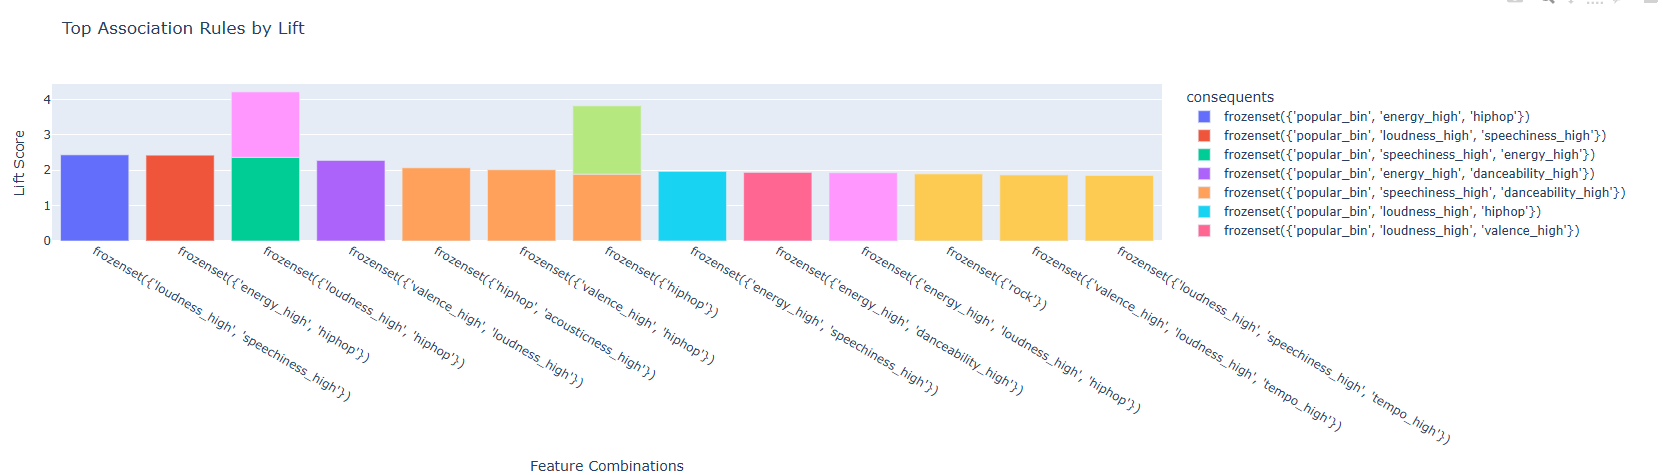 Top Association Rules by Lift
Lift Score
4
3
2
1
0
frozenset({'loudness_high', 'speechiness_high'})
frozenset({'energy_high', 'hiphop'})
frozenset({'loudness_high', 'hiphop'})
frozenset({'valence_high', 'loudness_high'})
frozenset({'hiphop', 'acousticness_high'})
frozenset({'valence_high', 'hiphop'})
frozenset({'hiphop'})
frozenset({'energy_high', 'speechiness_high'})
frozenset({'energy_high', 'danceability_high'})
frozenset({'energy_high', 'loudness_high', 'hiphop'})
frozenset({'rock'})
frozenset({'valence_high', 'loudness_high', 'tempo_high'})
frozenset({'loudness_high', 'speechiness_high', 'tempo_high'})
Feature Combinations
consequents
frozenset({'popular_bin', 'energy_high', 'hiphop'})
frozenset({'popular_bin', 'loudness_high', 'speechiness_high'})
frozenset({'popular_bin', 'speechiness_high', 'energy_high'})
frozenset({'popular_bin', 'energy_high', 'danceability_high'})
frozenset({'popular_bin', 'speechiness_high', 'danceability_high'})
frozenset({'popular_bin', 'loudness_high', 'hiphop'})
frozenset({'popular_bin', 'loudness_high', 'valence_high'})